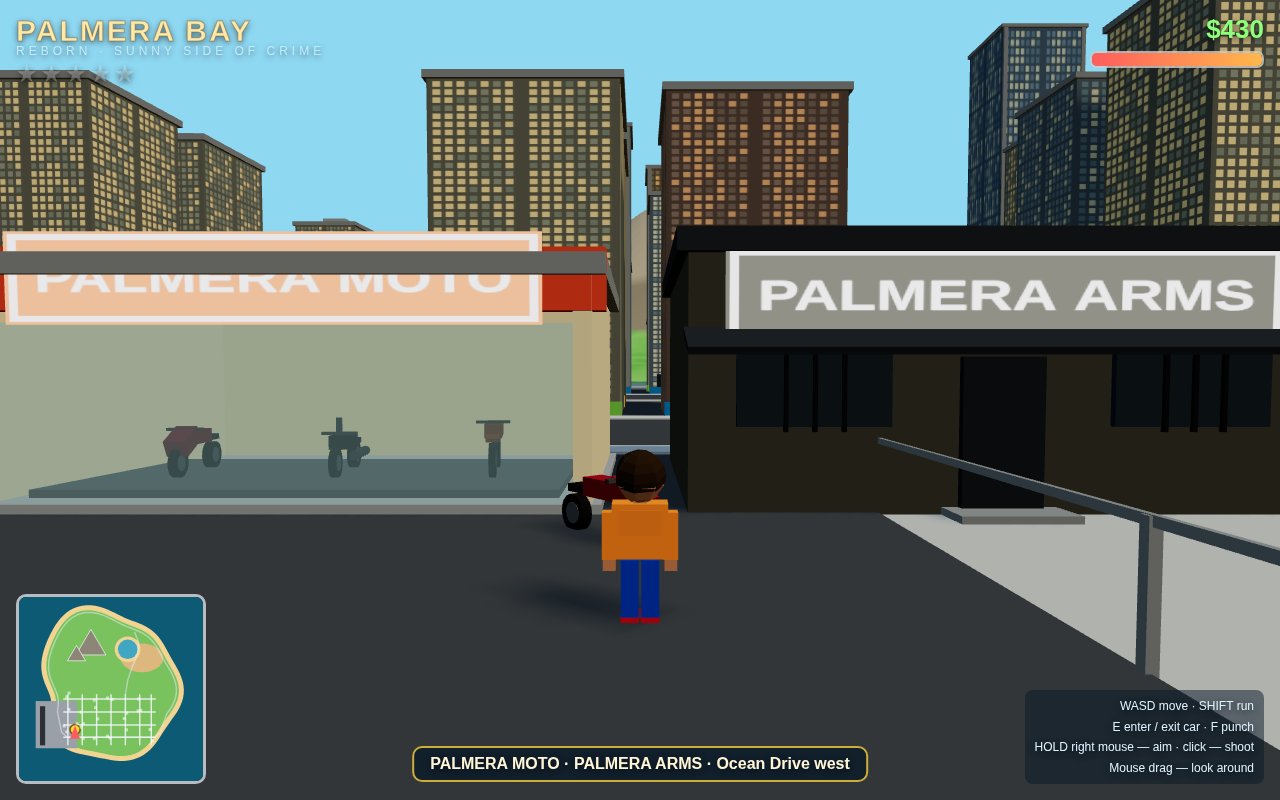 PALMERA BAY
REBORN · SUNNY SIDE OF CRIME
★★★★★
$430
PALMERA MOTO
PALMERA ARMS
WASD move · SHIFT run
E enter / exit car · F punch
HOLD right mouse — aim · click — shoot
Mouse drag — look around
PALMERA MOTO · PALMERA ARMS · Ocean Drive west